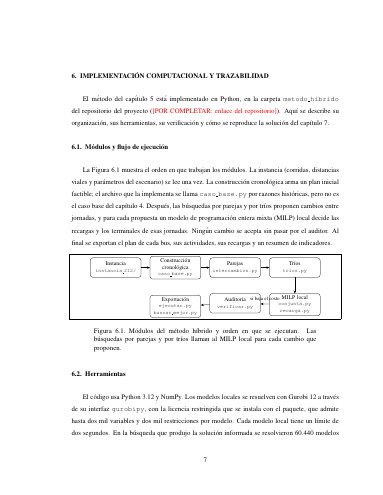 6. IMPLEMENTACIÓN COMPUTACIONAL Y TRAZABILIDAD
El método del capítulo 5 está implementado en Python, en la carpeta metodo_hibrido
del repositorio del proyecto ([POR COMPLETAR: enlace del repositorio]). Aquí se describe su
organización, sus herramientas, su verificación y cómo se reproduce la solución del capítulo 7.
6.1. Módulos y flujo de ejecución
La Figura 6.1 muestra el orden en que trabajan los módulos. La instancia (corridas, distancias
viales y parámetros del escenario) se lee una vez. La construcción cronológica arma un plan inicial
factible; el archivo que la implementa se llama caso_base.py por razones históricas, pero no es
el caso base del capítulo 4. Después, las búsquedas por parejas y por tríos proponen cambios entre
jornadas, y para cada propuesta un modelo de programación entera mixta (MILP) local decide las
recargas y los terminales de esas jornadas. Ningún cambio se acepta sin pasar por el auditor. Al
final se exportan el plan de cada bus, sus actividades, sus recargas y un resumen de indicadores.
Instancia
Construcción
cronológica
caso_base.py
Parejas
intercambios.py
Tríos
trios.py
Exportación
ejecutar.py
buscar_mejor.py
Auditoría
verificar.py
MILP local
conjunto.py
recarga.py
Figura 6.1. Módulos del método híbrido y orden en que se ejecutan. Las
búsquedas por parejas y por tríos llaman al MILP local para cada cambio que
proponen.
6.2. Herramientas
El código usa Python 3.12 y NumPy. Los modelos locales se resuelven con Gurobi 12 a través
de su interfaz gurobipy, con la licencia restringida que se instala con el paquete, que admite
hasta dos mil variables y dos mil restricciones por modelo. Cada modelo local tiene un límite de
dos segundos. En la búsqueda que produjo la solución informada se resolvieron 60.440 modelos
7